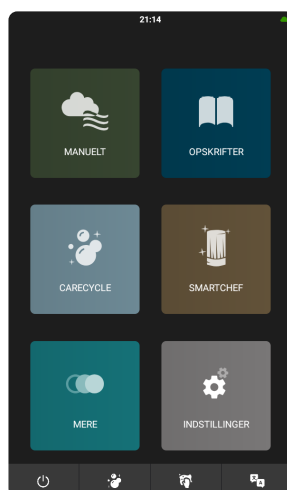 21:14
MANUELT
OPSKRIFTER
CARECYCLE
SMARTCHEF
MERE
INDSTILLINGER